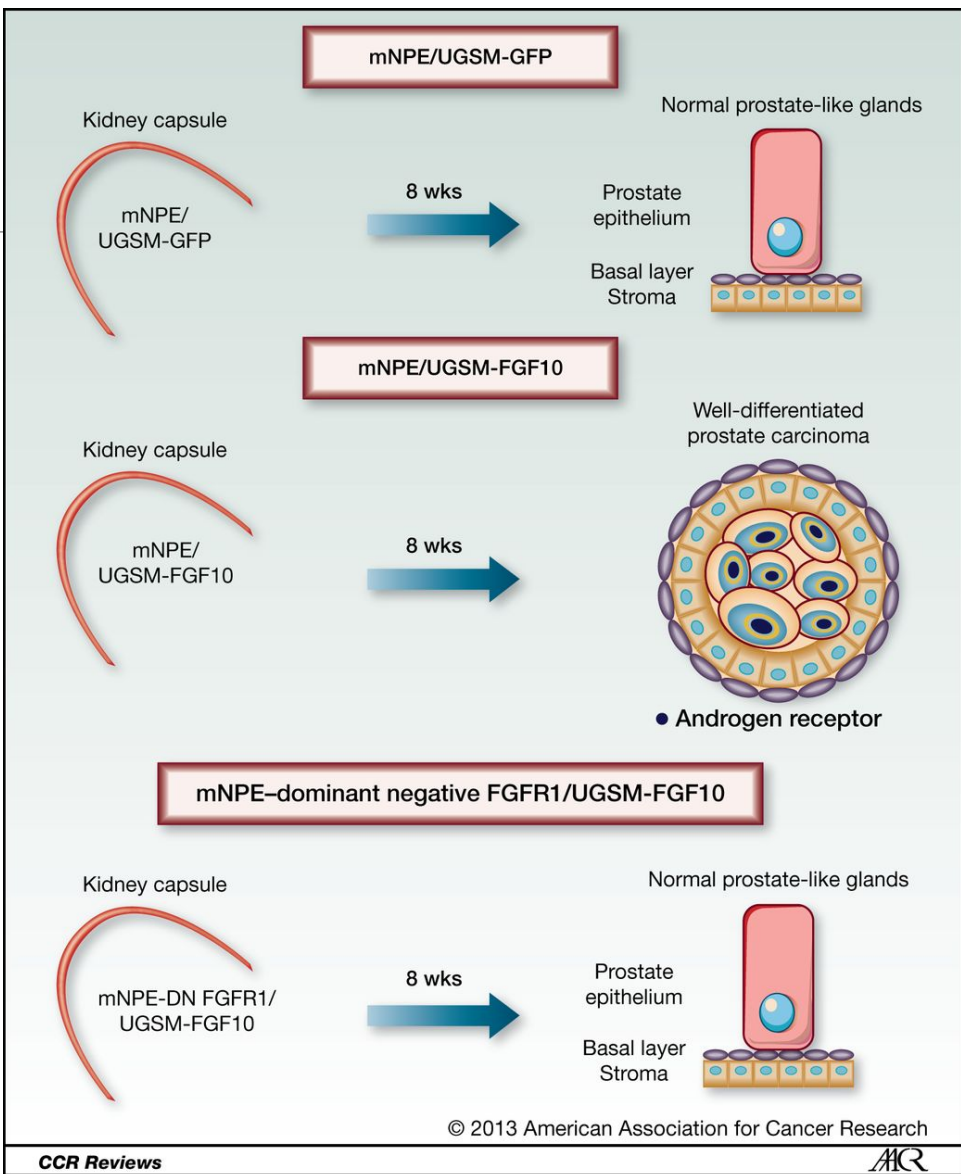 mNPE/UGSM-GFP
Kidney capsule
mNPE/
UGSM-GFP
8 wks
Normal prostate-like glands
Prostate
epithelium
Basal layer
Stroma
mNPE/UGSM-FGF10
Kidney capsule
mNPE/
UGSM-FGF10
8 wks
Well-differentiated
prostate carcinoma
Androgen receptor
mNPE–dominant negative FGFR1/UGSM-FGF10
Kidney capsule
mNPE-DN FGFR1/
UGSM-FGF10
8 wks
Normal prostate-like glands
Prostate
epithelium
Basal layer
Stroma
© 2013 American Association for Cancer Research
CCR Reviews
AACR